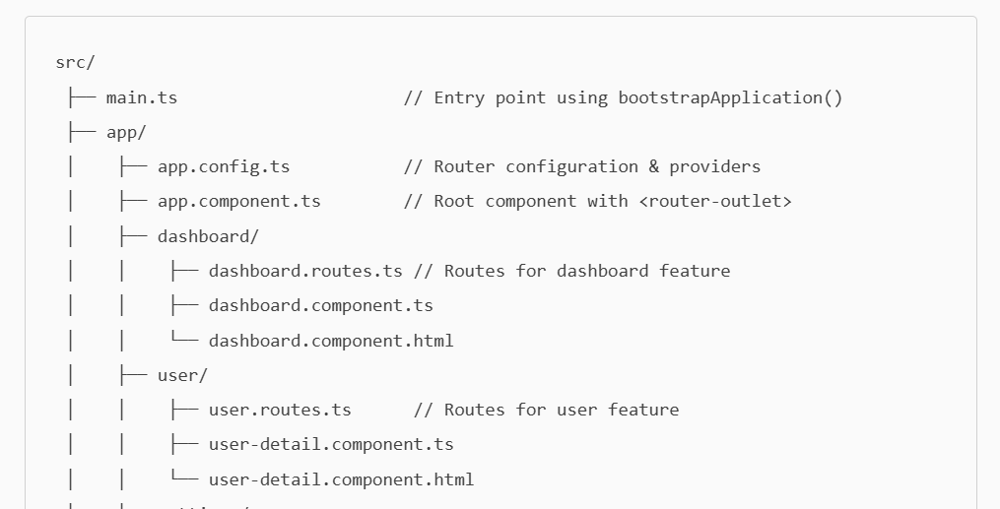 src/
├── main.ts // Entry point using bootstrapApplication()
├── app/
│ ├── app.config.ts // Router configuration & providers
│ ├── app.component.ts // Root component with <router-outlet>
│ ├── dashboard/
│ │ ├── dashboard.routes.ts // Routes for dashboard feature
│ │ ├── dashboard.component.ts
│ │ └── dashboard.component.html
│ ├── user/
│ │ ├── user.routes.ts // Routes for user feature
│ │ ├── user-detail.component.ts
│ │ └── user-detail.component.html